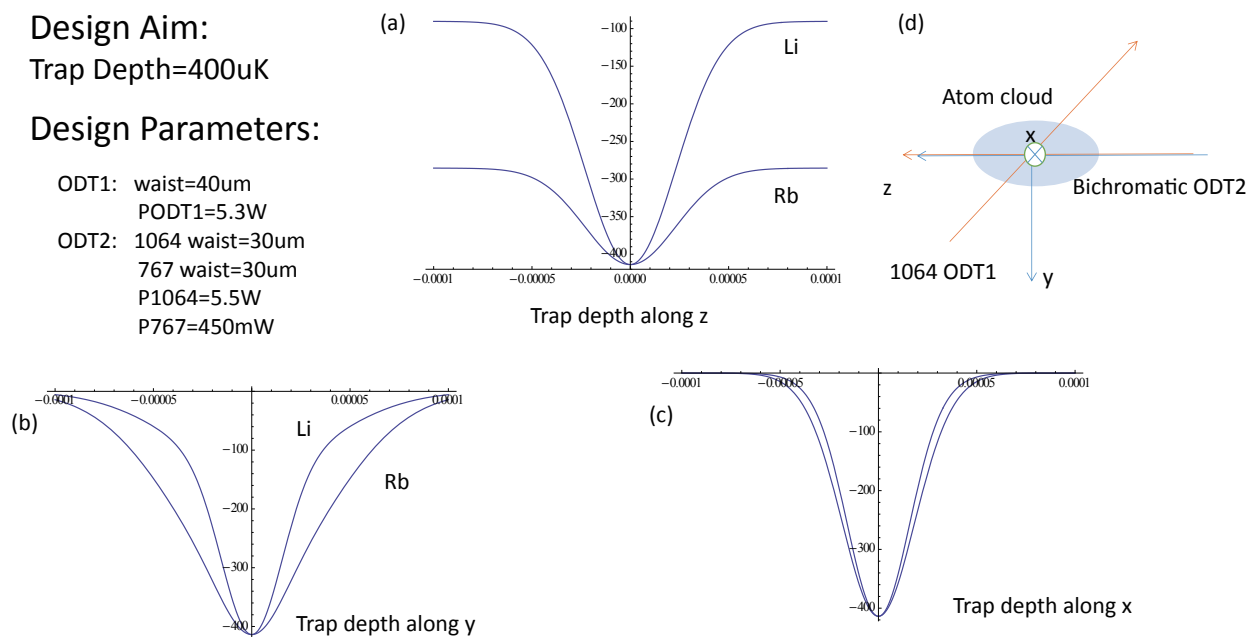 Design Aim:
Trap Depth=400uK
Design Parameters:
ODT1: waist=40um
PODT1=5.3W
ODT2: 1064 waist=30um
767 waist=30um
P1064=5.5W
P767=450mW
(a)
−100
−150
−200
−250
−300
−350
−400
Li
Rb
−0.0001 −0.00005 0.0000 0.00005 0.0001
Trap depth along z
(d)
Atom cloud
x
z
Bichromatic ODT2
1064 ODT1
y
(b)
−0.0001 −0.00005 0.00005 0.0001
−100
−200
−300
−400
Li
Rb
Trap depth along y
(c)
−0.0001 −0.00005 0.00005 0.0001
−100
−200
−300
−400
Trap depth along x